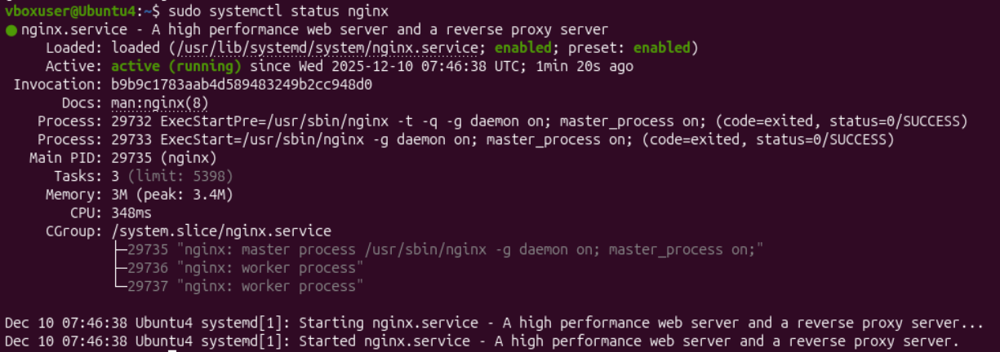 vboxuser@Ubuntu4:~$ sudo systemctl status nginx
● nginx.service - A high performance web server and a reverse proxy server
     Loaded: loaded (/usr/lib/systemd/system/nginx.service; enabled; preset: enabled)
     Active: active (running) since Wed 2025-12-10 07:46:38 UTC; 1min 20s ago
 Invocation: b9b9c1783aab4d589483249b2cc948d0
       Docs: man:nginx(8)
    Process: 29732 ExecStartPre=/usr/sbin/nginx -t -q -g daemon on; master_process on; (code=exited, status=0/SUCCESS)
    Process: 29733 ExecStart=/usr/sbin/nginx -g daemon on; master_process on; (code=exited, status=0/SUCCESS)
   Main PID: 29735 (nginx)
      Tasks: 3 (limit: 5398)
     Memory: 3M (peak: 3.4M)
        CPU: 348ms
     CGroup: /system.slice/nginx.service
             ├─29735 "nginx: master process /usr/sbin/nginx -g daemon on; master_process on;"
             ├─29736 "nginx: worker process"
             └─29737 "nginx: worker process"

Dec 10 07:46:38 Ubuntu4 systemd[1]: Starting nginx.service - A high performance web server and a reverse proxy server...
Dec 10 07:46:38 Ubuntu4 systemd[1]: Started nginx.service - A high performance web server and a reverse proxy server.